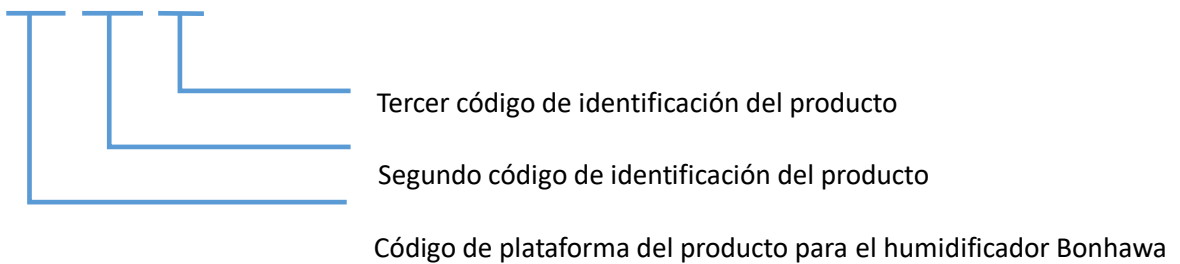 Tercer código de identificación del producto
Segundo código de identificación del producto
Código de plataforma del producto para el humidificador Bonhawa